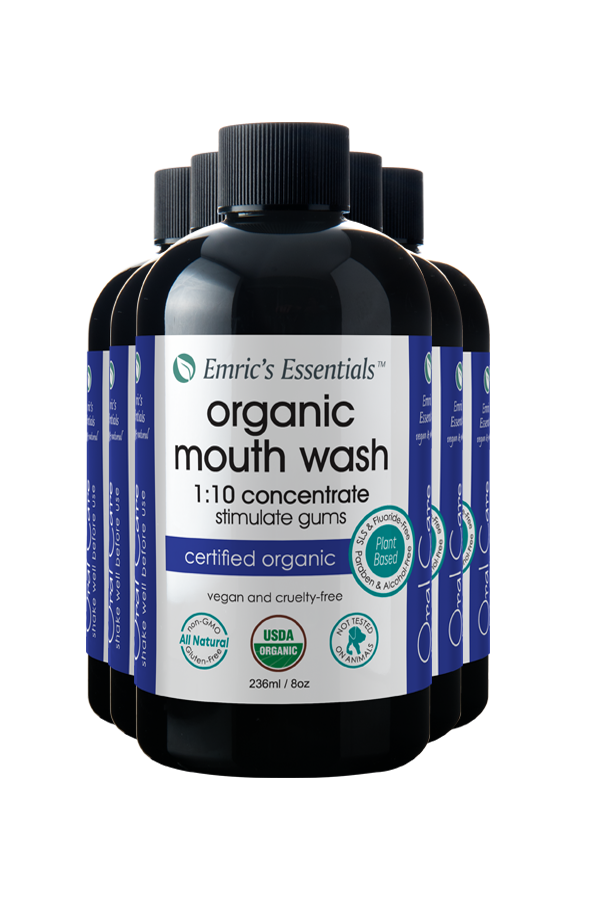 Emric's Essentials™
organic
mouth wash
1:10 concentrate
stimulate gums
certified organic
SLS & Fluoride-Free
Plant
Based
Paraben & Alcohol free
vegan and cruelty-free
non-GMO
All Natural
Gluten-Free
USDA
ORGANIC
NOT TESTED
ON ANIMALS
236ml / 8oz
Oral Care
shake well before use
Oral Care